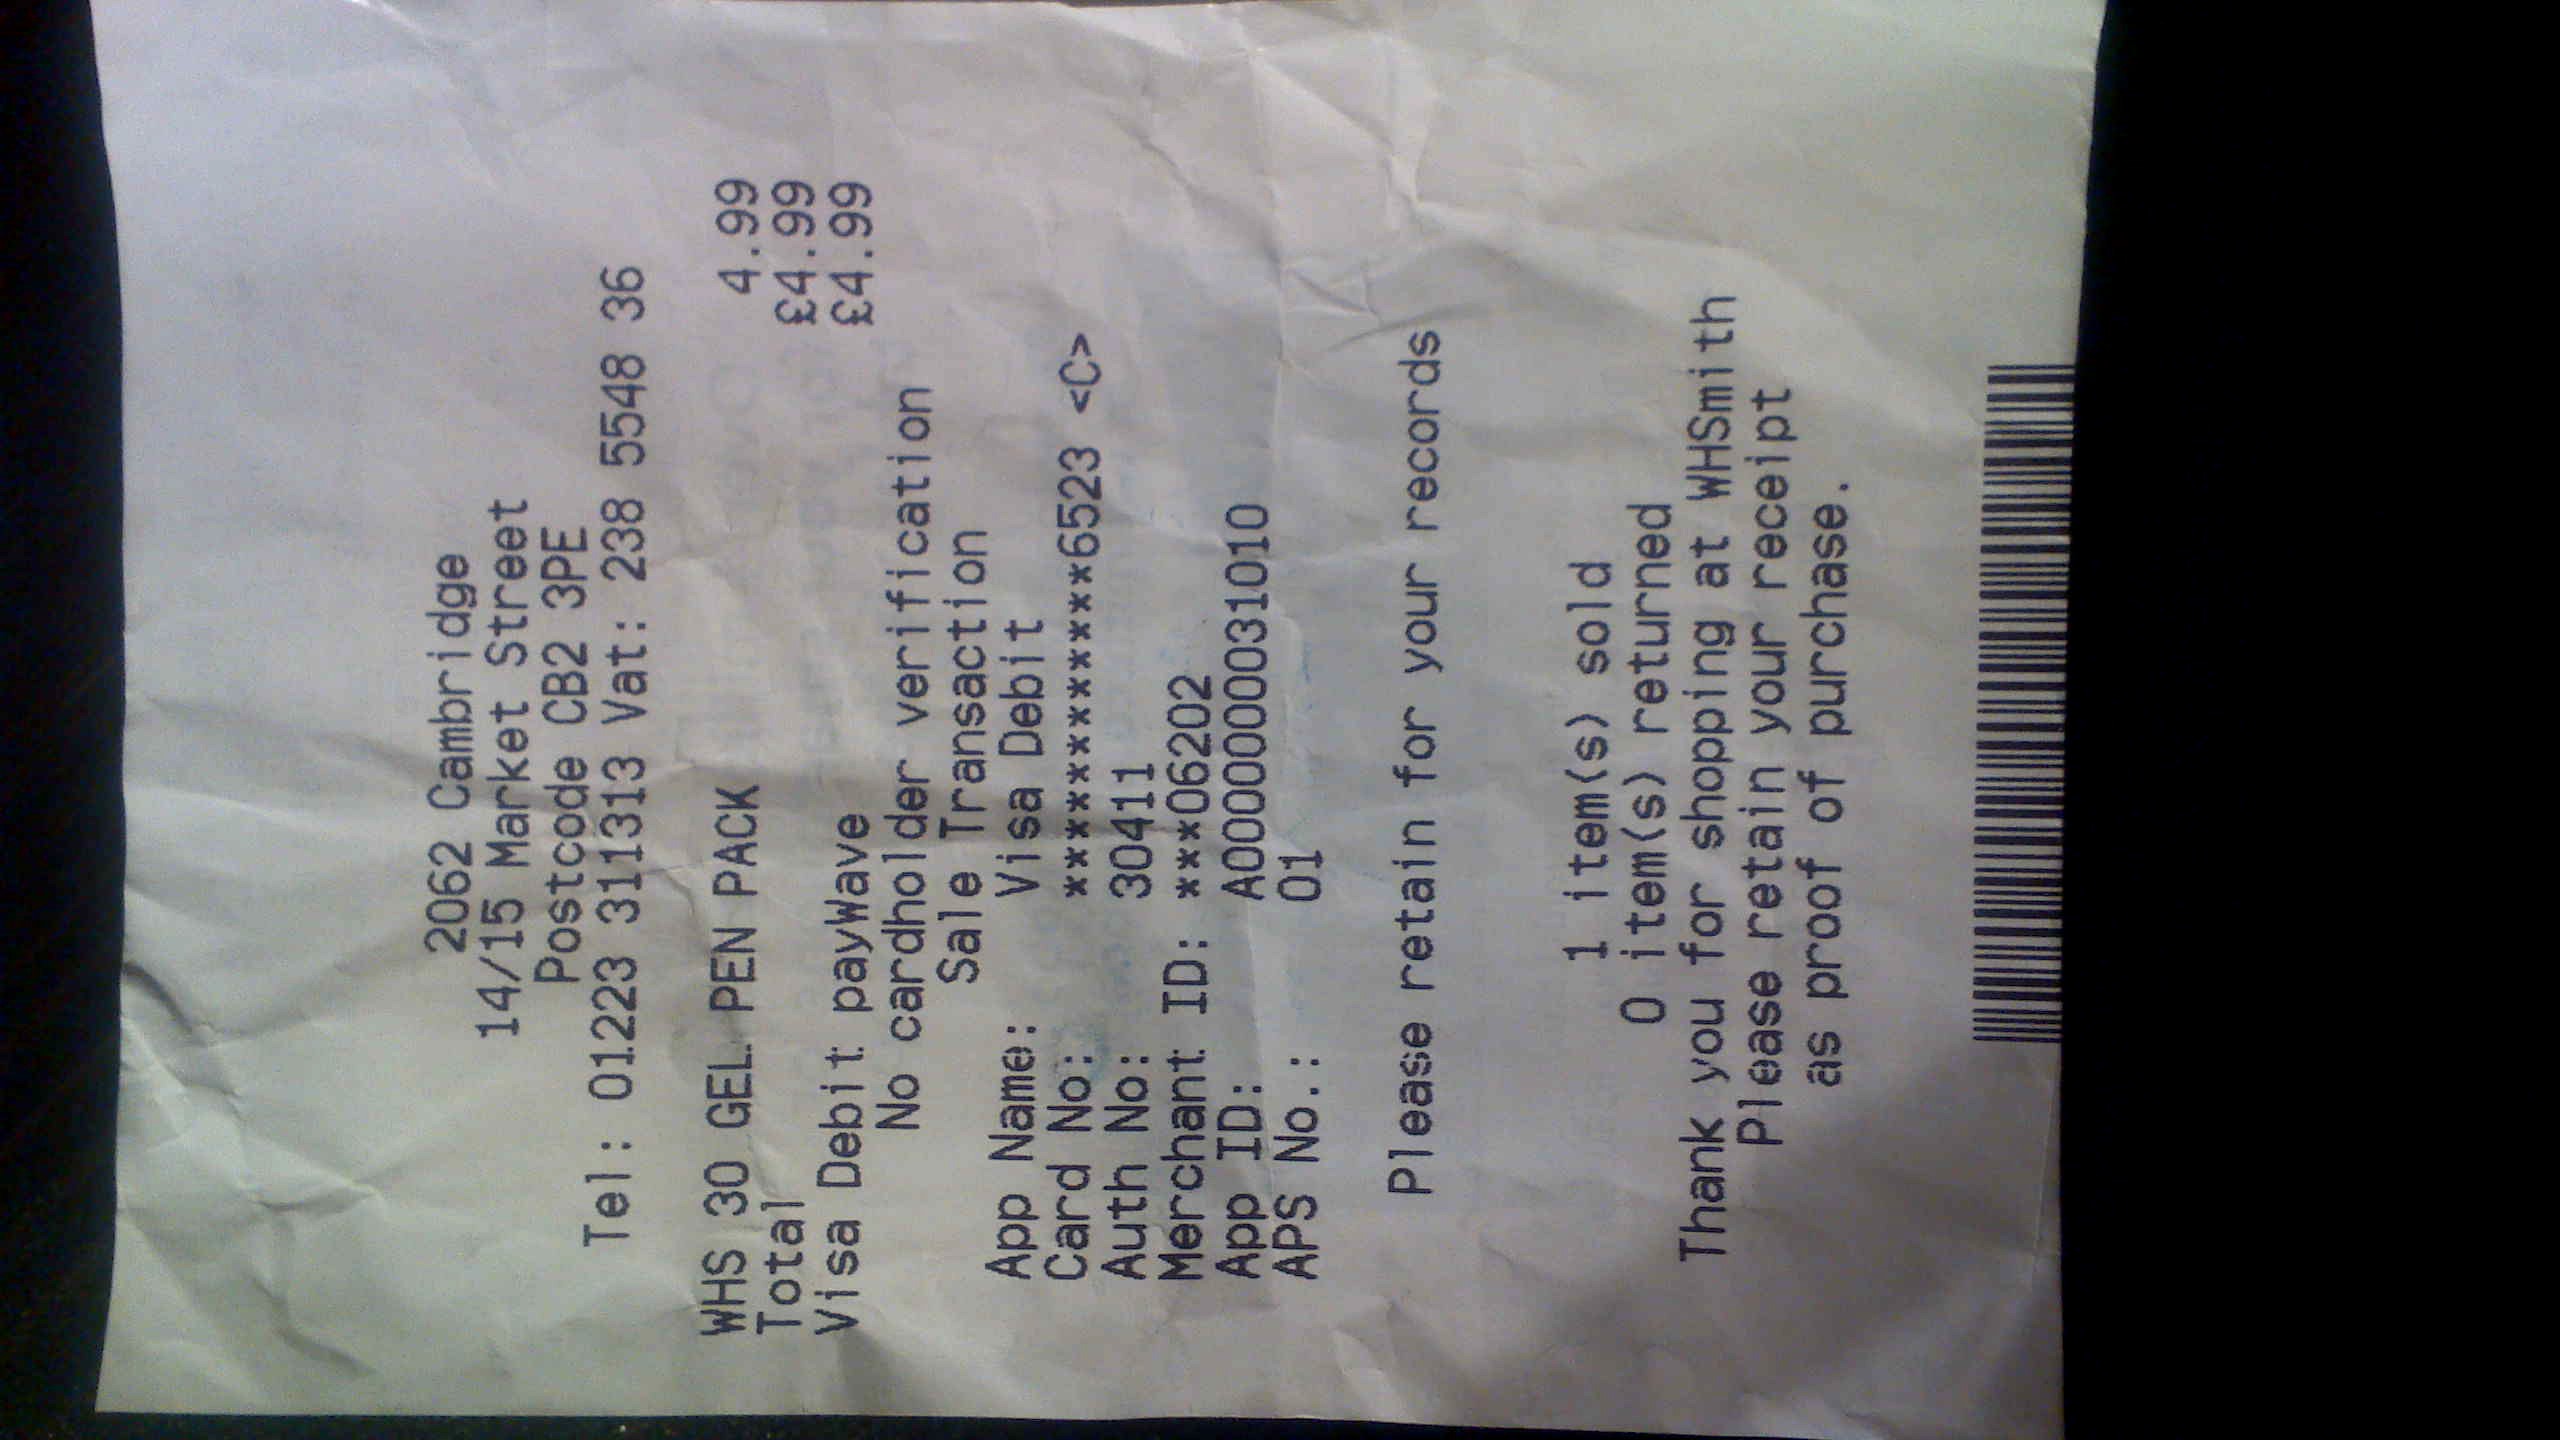 2062 Cambridge
14/15 Market Street
Postcode CB2 3PE
Tel: 01223 311313 Vat: 238 5548 36
WHS 30 GEL PEN PACK 4.99
Total £4.99
Visa Debit payWave £4.99
No cardholder verification
Sale Transaction
App Name: Visa Debit
Card No: ************6523 <C>
Auth No: 30411
Merchant ID: ***06202
App ID: A0000000031010
APS No.: 01
Please retain for your records
1 item(s) sold
0 item(s) returned
Thank you for shopping at WHSmith
Please retain your receipt
as proof of purchase.